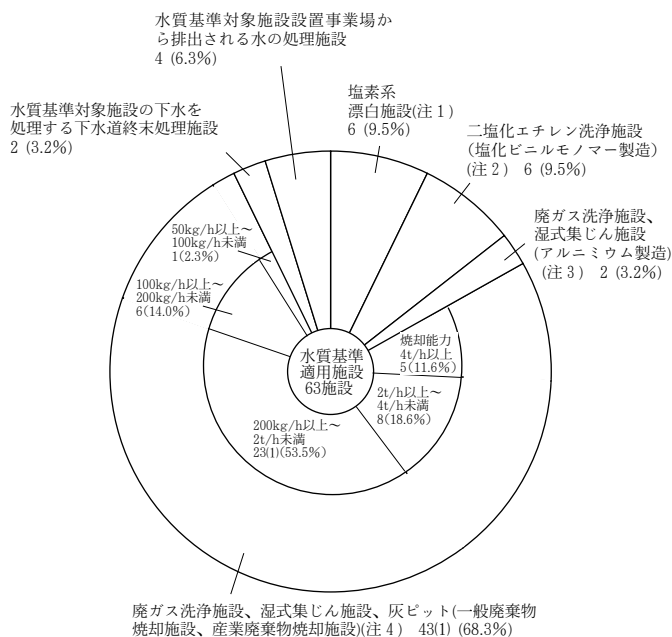 水質基準対象施設設置事業場か
ら排出される水の処理施設
4 (6.3%)
水質基準対象施設の下水を
処理する下水道終末処理施設
2 (3.2%)
塩素系
漂白施設(注1)
6 (9.5%)
二塩化エチレン洗浄施設
(塩化ビニルモノマー製造)
(注2) 6 (9.5%)
廃ガス洗浄施設、
湿式集じん施設
(アルニミウム製造)
(注3) 2 (3.2%)
50kg/h以上～
100kg/h未満
1(2.3%)
100kg/h以上～
200kg/h未満
6(14.0%)
水質基準
適用施設
63施設
焼却能力
4t/h以上
5(11.6%)
2t/h以上～
4t/h未満
8(18.6%)
200kg/h以上～
2t/h未満
23(1)(53.5%)
廃ガス洗浄施設、湿式集じん施設、灰ピット(一般廃棄物
焼却施設、産業廃棄物焼却施設)(注4) 43(1) (68.3%)